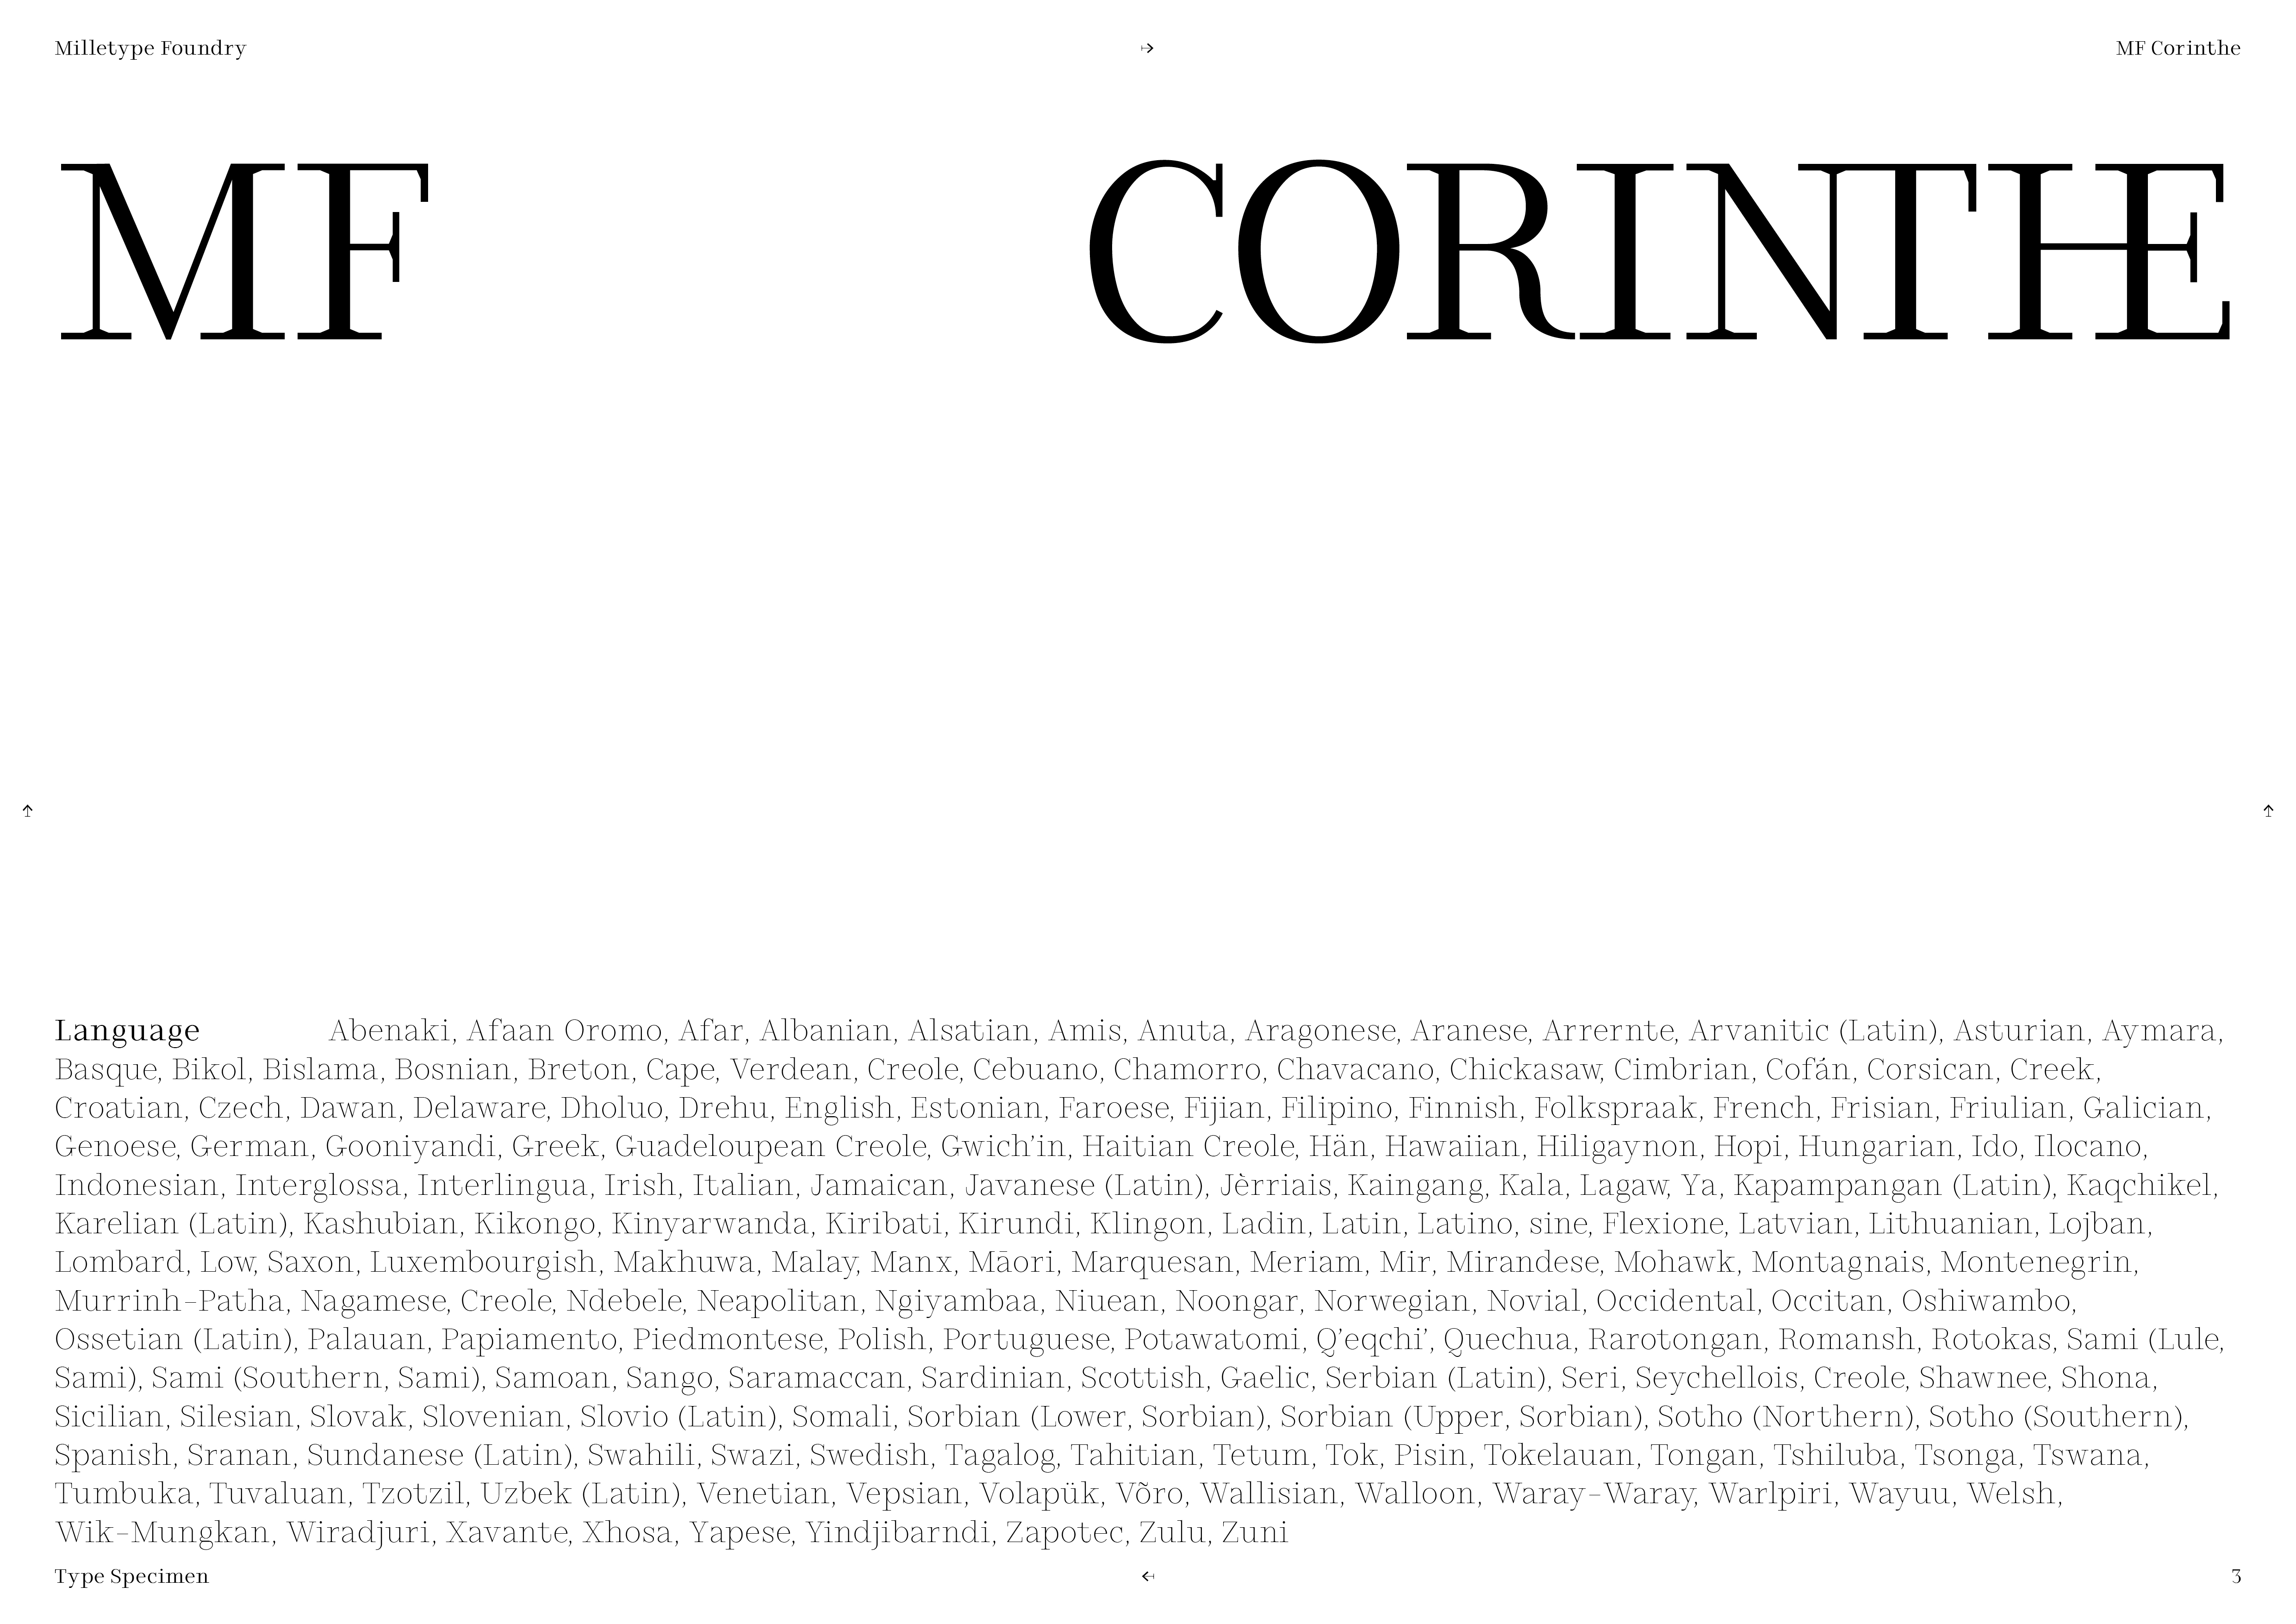 Milletype Foundry ↦ MF Corinthe
MF CORINTHE
↑ ↑
Language Abenaki, Afaan Oromo, Afar, Albanian, Alsatian, Amis, Anuta, Aragonese, Aranese, Arrernte, Arvanitic (Latin), Asturian, Aymara,
Basque, Bikol, Bislama, Bosnian, Breton, Cape, Verdean, Creole, Cebuano, Chamorro, Chavacano, Chickasaw, Cimbrian, Cofán, Corsican, Creek,
Croatian, Czech, Dawan, Delaware, Dholuo, Drehu, English, Estonian, Faroese, Fijian, Filipino, Finnish, Folkspraak, French, Frisian, Friulian, Galician,
Genoese, German, Gooniyandi, Greek, Guadeloupean Creole, Gwich’in, Haitian Creole, Hän, Hawaiian, Hiligaynon, Hopi, Hungarian, Ido, Ilocano,
Indonesian, Interglossa, Interlingua, Irish, Italian, Jamaican, Javanese (Latin), Jèrriais, Kaingang, Kala, Lagaw, Ya, Kapampangan (Latin), Kaqchikel,
Karelian (Latin), Kashubian, Kikongo, Kinyarwanda, Kiribati, Kirundi, Klingon, Ladin, Latin, Latino, sine, Flexione, Latvian, Lithuanian, Lojban,
Lombard, Low, Saxon, Luxembourgish, Makhuwa, Malay, Manx, Māori, Marquesan, Meriam, Mir, Mirandese, Mohawk, Montagnais, Montenegrin,
Murrinh-Patha, Nagamese, Creole, Ndebele, Neapolitan, Ngiyambaa, Niuean, Noongar, Norwegian, Novial, Occidental, Occitan, Oshiwambo,
Ossetian (Latin), Palauan, Papiamento, Piedmontese, Polish, Portuguese, Potawatomi, Q’eqchi’, Quechua, Rarotongan, Romansh, Rotokas, Sami (Lule,
Sami), Sami (Southern, Sami), Samoan, Sango, Saramaccan, Sardinian, Scottish, Gaelic, Serbian (Latin), Seri, Seychellois, Creole, Shawnee, Shona,
Sicilian, Silesian, Slovak, Slovenian, Slovio (Latin), Somali, Sorbian (Lower, Sorbian), Sorbian (Upper, Sorbian), Sotho (Northern), Sotho (Southern),
Spanish, Sranan, Sundanese (Latin), Swahili, Swazi, Swedish, Tagalog, Tahitian, Tetum, Tok, Pisin, Tokelauan, Tongan, Tshiluba, Tsonga, Tswana,
Tumbuka, Tuvaluan, Tzotzil, Uzbek (Latin), Venetian, Vepsian, Volapük, Võro, Wallisian, Walloon, Waray-Waray, Warlpiri, Wayuu, Welsh,
Wik-Mungkan, Wiradjuri, Xavante, Xhosa, Yapese, Yindjibarndi, Zapotec, Zulu, Zuni
Type Specimen ↤ 3